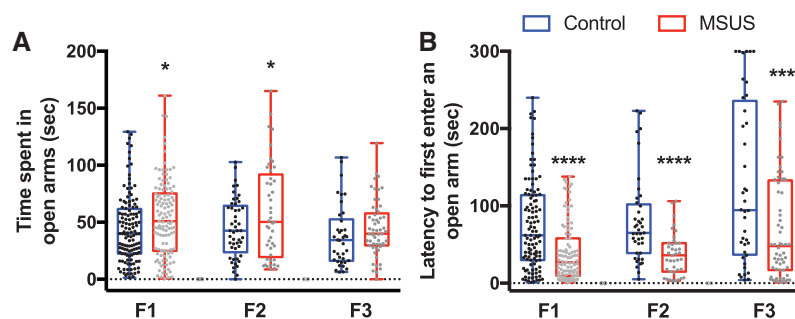 Control
MSUS
A
Time spent in
open arms (sec)
200
150
100
50
0
*
*
F1
F2
F3
B
Latency to first enter an
open arm (sec)
300
200
100
0
****
****
***
F1
F2
F3